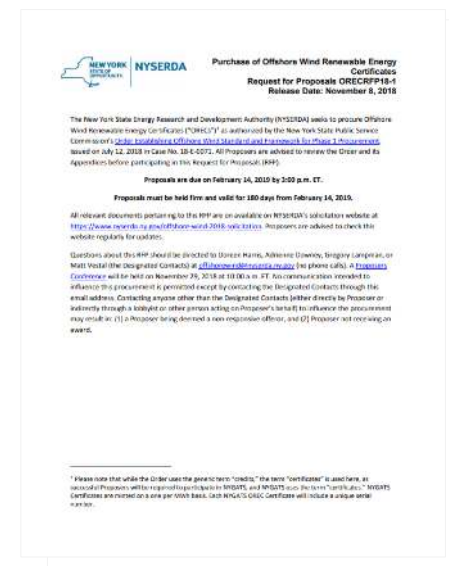 NEW YORK
STATE OF
OPPORTUNITY.
NYSERDA
Purchase of Offshore Wind Renewable Energy
Certificates
Request for Proposals ORECRFP18-1
Release Date: November 8, 2018
The New York State Energy Research and Development Authority (NYSERDA) seeks to procure Offshore
Wind Renewable Energy Certificates ("ORECs")¹ as authorized by the New York State Public Service
Commission's Order Establishing Offshore Wind Standard and Framework for Phase 1 Procurement,
issued on July 12, 2018 in Case No. 18-E-0071. All Proposers are advised to review the Order and its
Appendices before participating in this Request for Proposals (RFP).
Proposals are due on February 14, 2019 by 3:00 p.m. ET.
Proposals must be held firm and valid for 180 days from February 14, 2019.
All relevant documents pertaining to this RFP are on available on NYSERDA's solicitation website at
https://www.nyserda.ny.gov/offshore-wind-2018-solicitation. Proposers are advised to check this
website regularly for updates.
Questions about this RFP should be directed to Doreen Harris, Adrienne Downey, Gregory Lampman, or
Matt Vestal (the Designated Contacts) at offshorewind@nyserda.ny.gov (no phone calls). A Proposers
Conference will be held on November 29, 2018 at 10:00 a.m. ET. No communication intended to
influence this procurement is permitted except by contacting the Designated Contacts through this
email address. Contacting anyone other than the Designated Contacts (either directly by Proposer or
indirectly through a lobbyist or other person acting on Proposer's behalf) to influence the procurement
may result in: (1) a Proposer being deemed a non-responsive offeror, and (2) Proposer not receiving an
award.
¹ Please note that while the Order uses the generic term "credits," the term "certificates" is used here, as
successful Proposers will be required to participate in NYGATS, and NYGATS uses the term "certificates." NYGATS
Certificates are minted on a one per MWh basis. Each NYGATS OREC Certificate will include a unique serial
number.